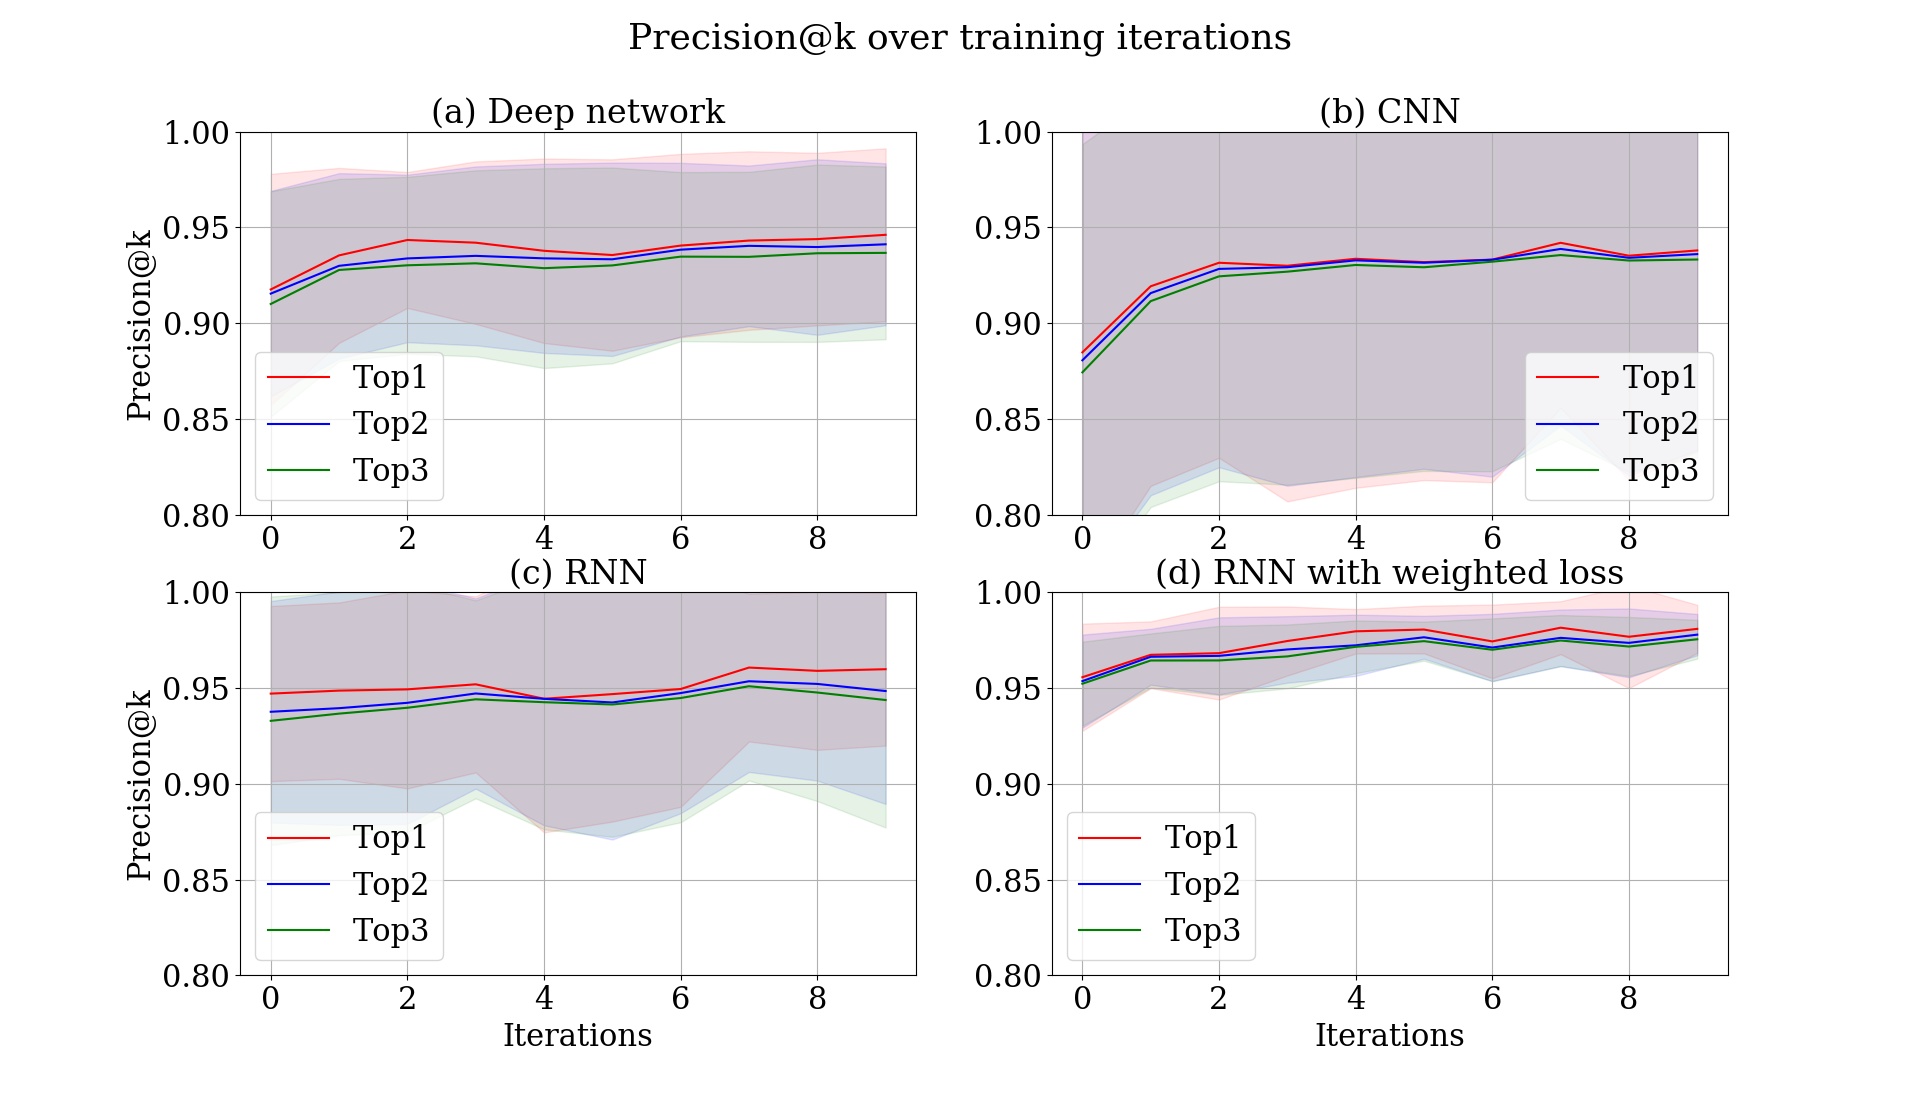 Precision@k over training iterations
(a) Deep network
Precision@k
1.00
0.95
0.90
0.85
0.80
0 2 4 6 8
Top1
Top2
Top3
(b) CNN
1.00
0.95
0.90
0.85
0.80
0 2 4 6 8
Top1
Top2
Top3
(c) RNN
Precision@k
1.00
0.95
0.90
0.85
0.80
0 2 4 6 8
Iterations
Top1
Top2
Top3
(d) RNN with weighted loss
1.00
0.95
0.90
0.85
0.80
0 2 4 6 8
Iterations
Top1
Top2
Top3